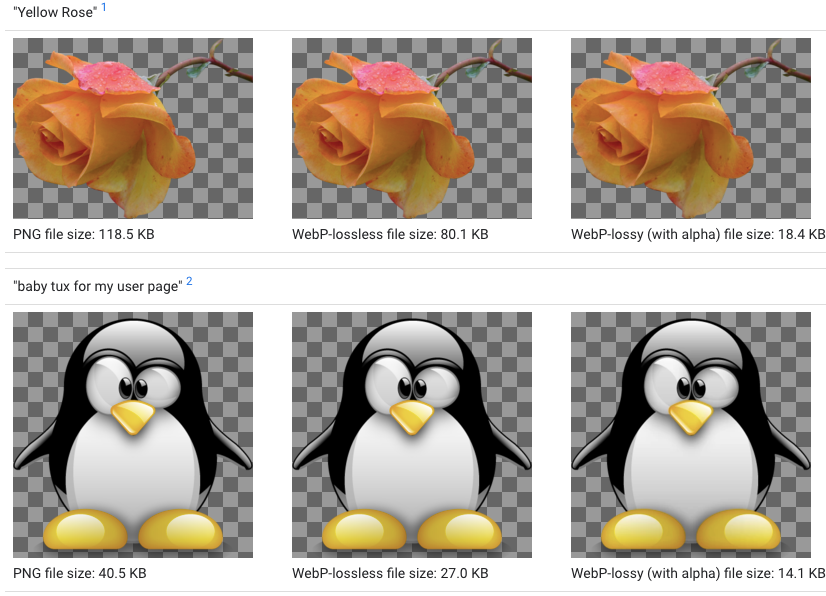 "Yellow Rose" 1
PNG file size: 118.5 KB
WebP-lossless file size: 80.1 KB
WebP-lossy (with alpha) file size: 18.4 KB
"baby tux for my user page" 2
PNG file size: 40.5 KB
WebP-lossless file size: 27.0 KB
WebP-lossy (with alpha) file size: 14.1 KB